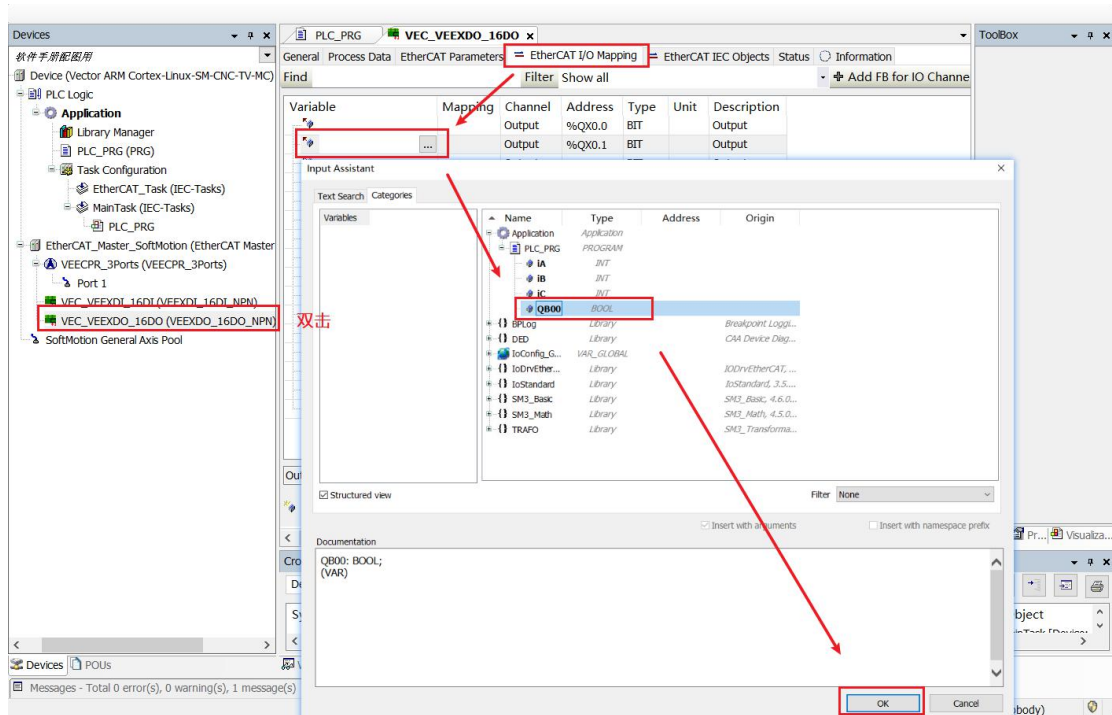 Devices
软件手册配图用
Device (Vector ARM Cortex-Linux-SM-CNC-TV-MC)
PLC Logic
Application
Library Manager
PLC_PRG (PRG)
Task Configuration
EtherCAT_Task (IEC-Tasks)
MainTask (IEC-Tasks)
PLC_PRG
EtherCAT_Master_SoftMotion (EtherCAT Master
VEECPR_3Ports (VEECPR_3Ports)
Port 1
VEC_VEEXDI_16DI (VEEXDI_16DI_NPN)
VEC_VEEXDO_16DO (VEEXDO_16DO_NPN)
双击
SoftMotion General Axis Pool
Devices POUs
Messages - Total 0 error(s), 0 warning(s), 1 message(s)
PLC_PRG VEC_VEEXDO_16DO x
General Process Data EtherCAT Parameters EtherCAT I/O Mapping EtherCAT IEC Objects Status Information
Find Filter Show all Add FB for IO Channe
Variable Mapping Channel Address Type Unit Description
Output %QX0.0 BIT Output
... Output %QX0.1 BIT Output
ToolBox
Input Assistant
Text Search Categories
Variables
Name Type Address Origin
Application Application
PLC_PRG PROGRAM
iA INT
iB INT
iC INT
QB00 BOOL
BPLog Library Breakpoint Loggi...
DED Library CAA Device Diag...
IoConfig_G... VAR_GLOBAL
IoDrvEther... Library IODrvEtherCAT, ...
IoStandard Library IoStandard, 3.5....
SM3_Basic Library SM3_Basic, 4.6.0...
SM3_Math Library SM3_Math, 4.5.0...
TRAFO Library SM3_Transforma...
Structured view
Filter None
Insert with arguments Insert with namespace prefix
Documentation
QB00: BOOL;
(VAR)
OK Cancel
Ou
Cro
De
Sy
Pr... Visualiza...
bject
body)